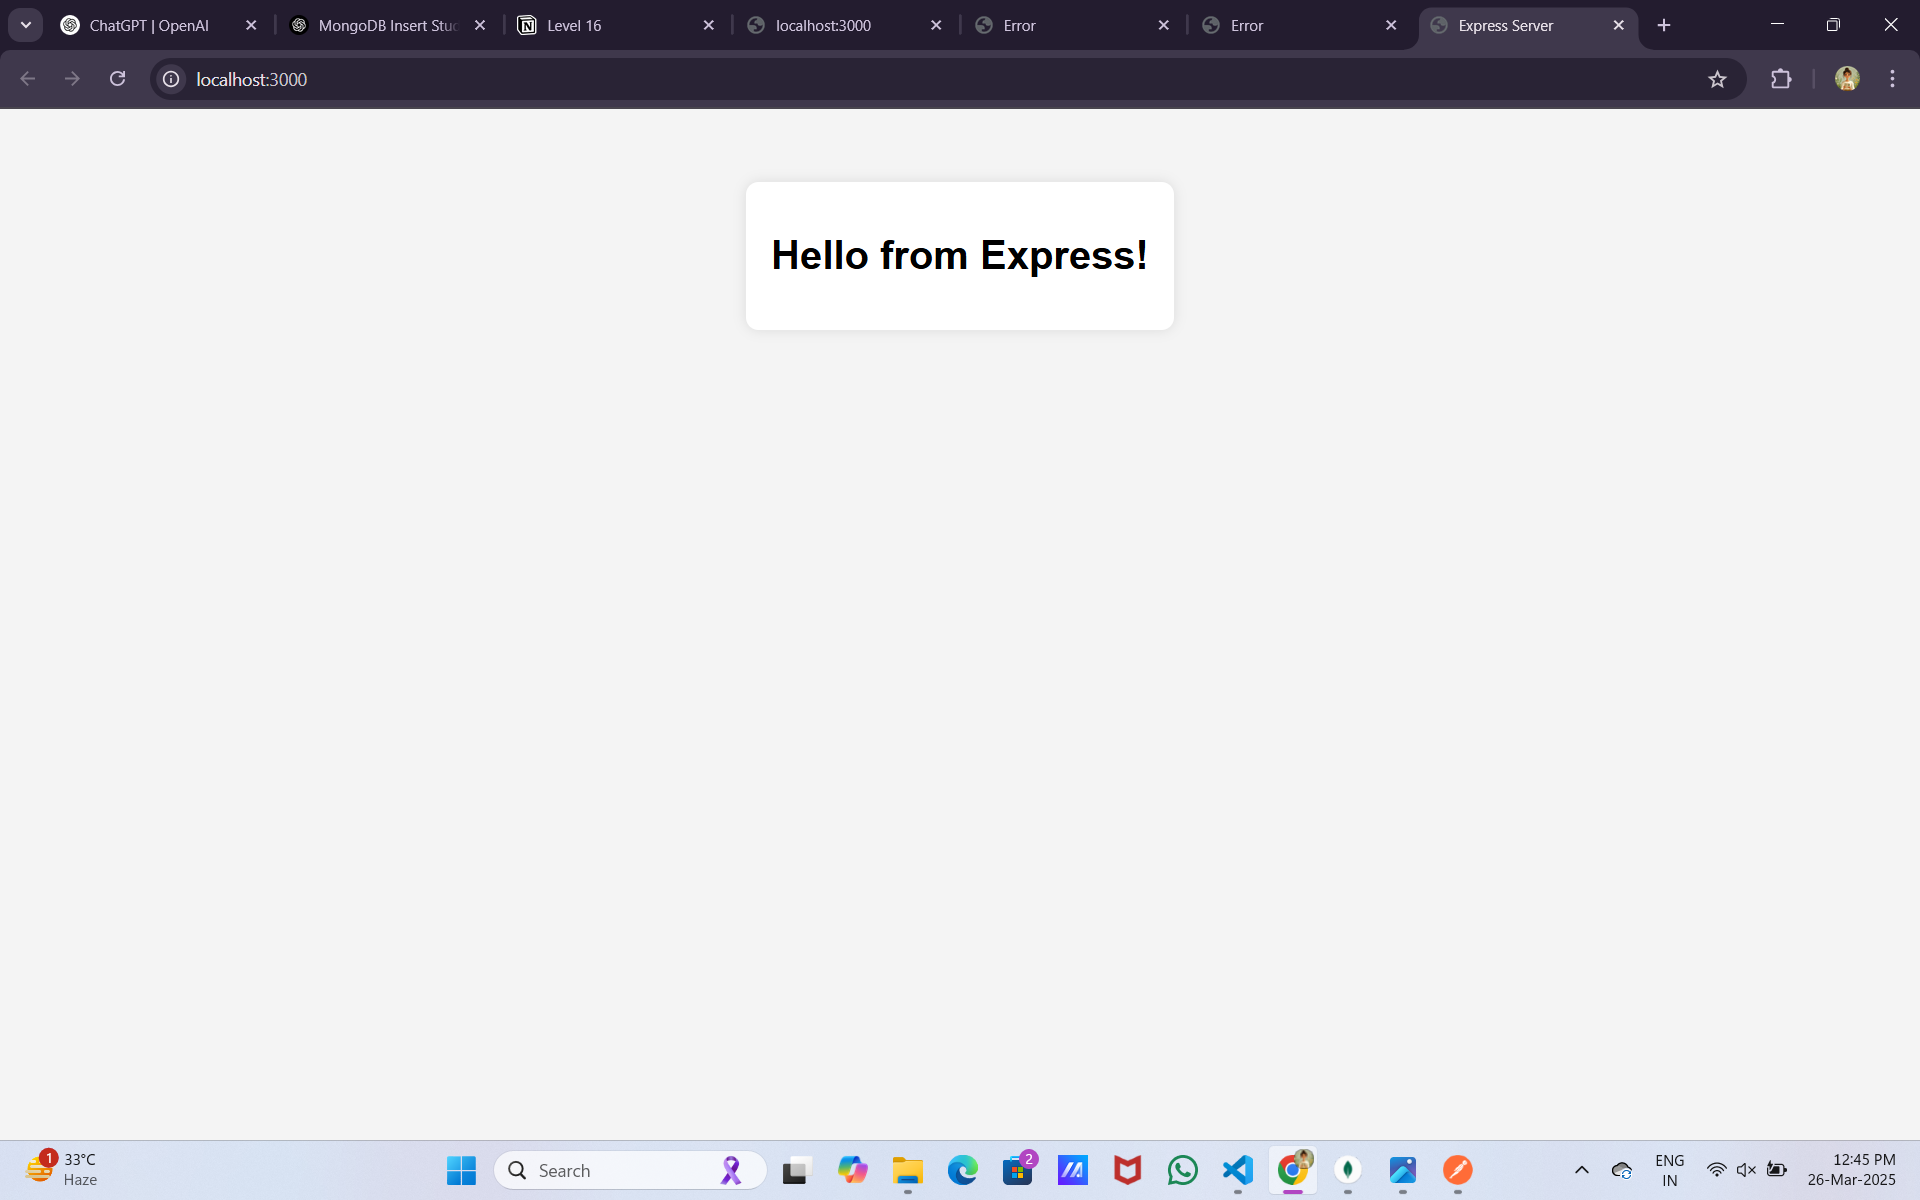 ChatGPT | OpenAI
MongoDB Insert Stu
Level 16
localhost:3000
Error
Error
Express Server
localhost:3000
Hello from Express!
1
33°C
Haze
Search
2
ENG
IN
12:45 PM
26-Mar-2025